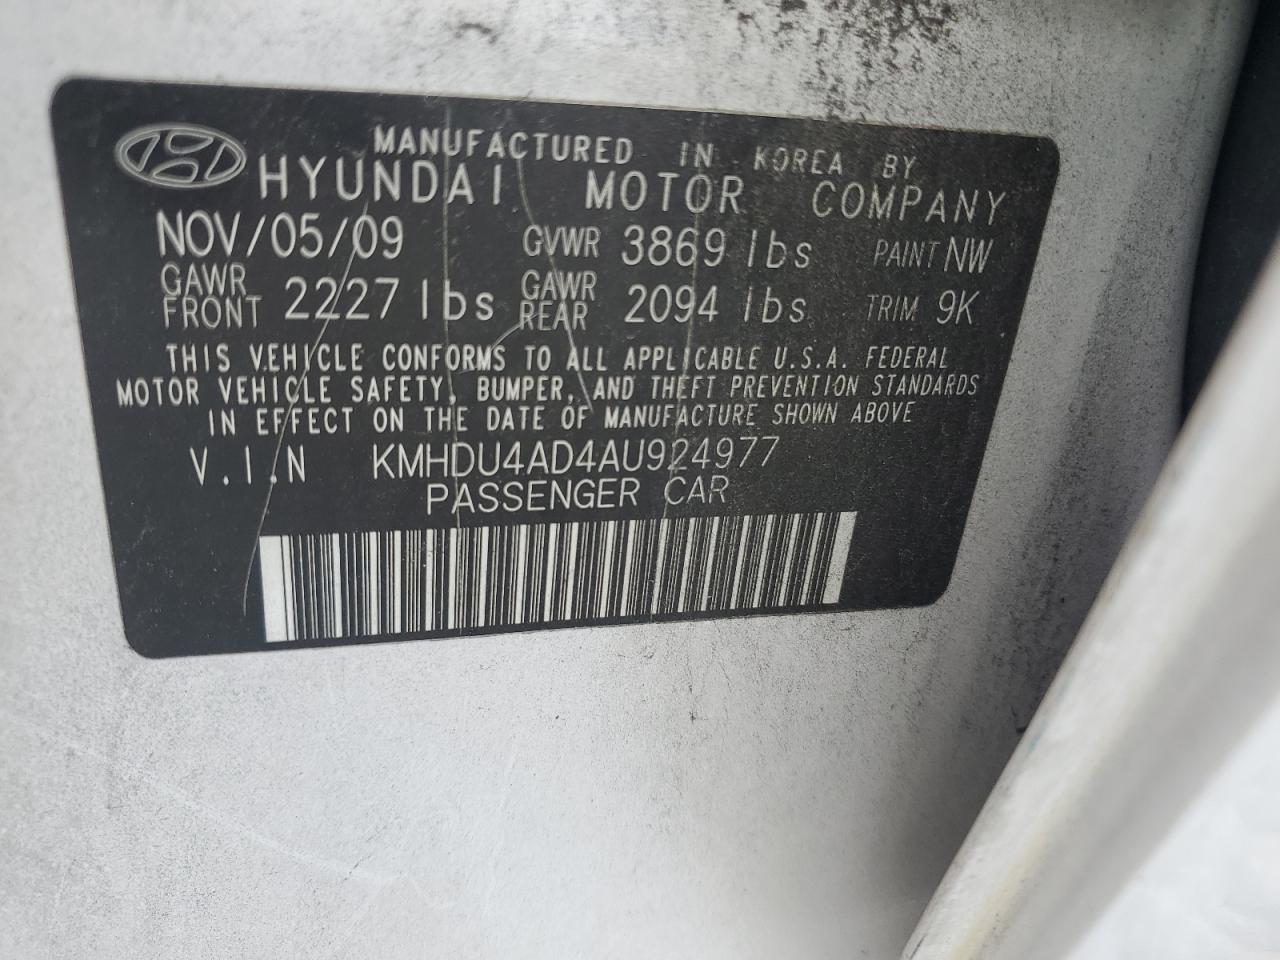 MANUFACTURED IN KOREA BY
HYUNDAI MOTOR COMPANY
NOV/05/09 GVWR 3869 lbs PAINT NW
GAWR FRONT 2227 lbs GAWR REAR 2094 lbs TRIM 9K
THIS VEHICLE CONFORMS TO ALL APPLICABLE U.S.A. FEDERAL
MOTOR VEHICLE SAFETY, BUMPER, AND THEFT PREVENTION STANDARDS
IN EFFECT ON THE DATE OF MANUFACTURE SHOWN ABOVE
V.I.N KMHDU4AD4AU924977
PASSENGER CAR